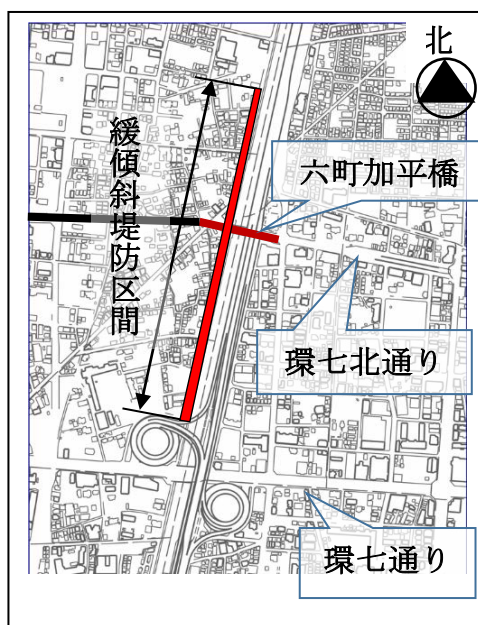 北
緩傾斜堤防区間
六町加平橋
環七北通り
環七通り